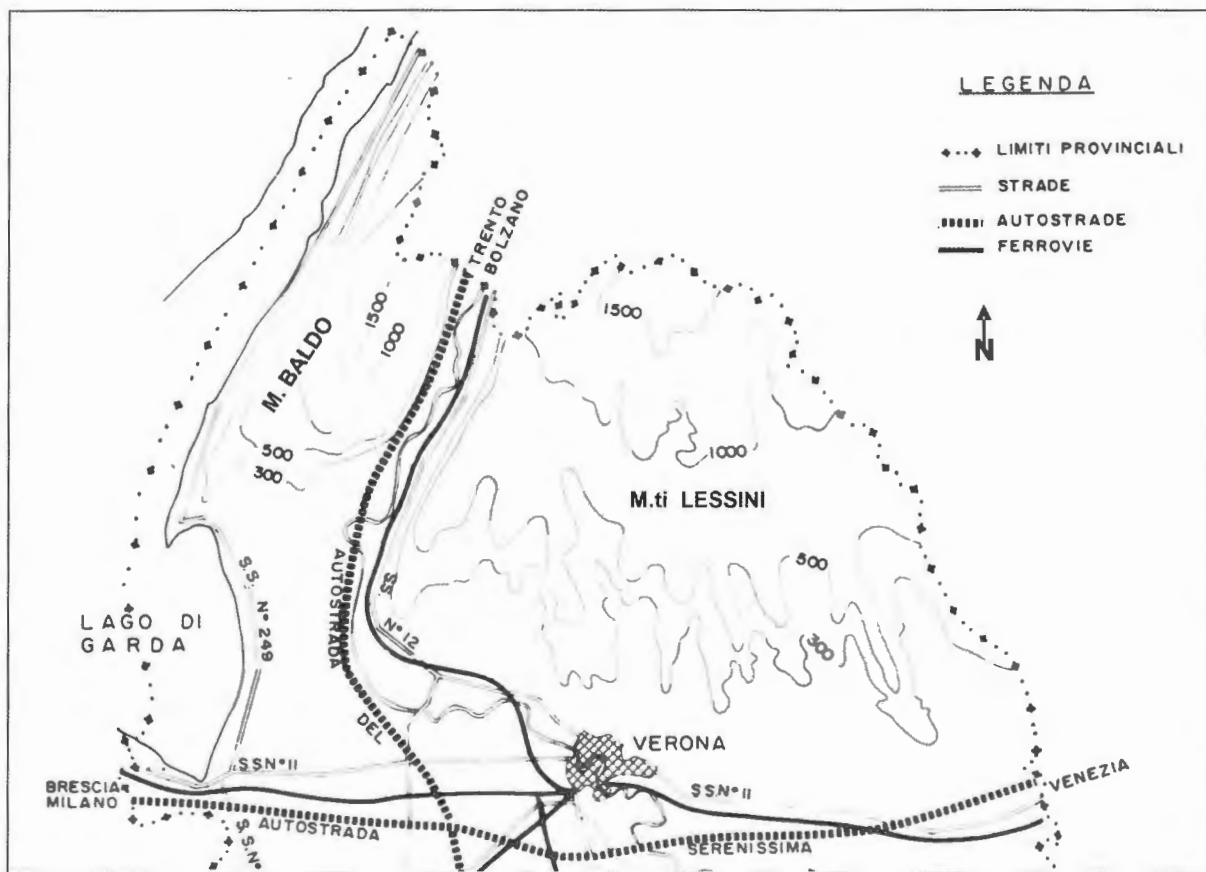 LEGENDA
LIMITI PROVINCIALI
STRADE
AUTOSTRADE
FERROVIE
N
TRENTO
BOLZANO
1500
1000
M. BALDO
500
300
1500
1000
M.ti LESSINI
500
300
AUTOSTRADA
DEL
SS
N° 12
S.S. N° 249
LAGO DI
GARDA
VERONA
SSN° 11
SSN° 11
BRESCIA
MILANO
VENEZIA
AUTOSTRADA
SERENISSIMA
S.S.N°